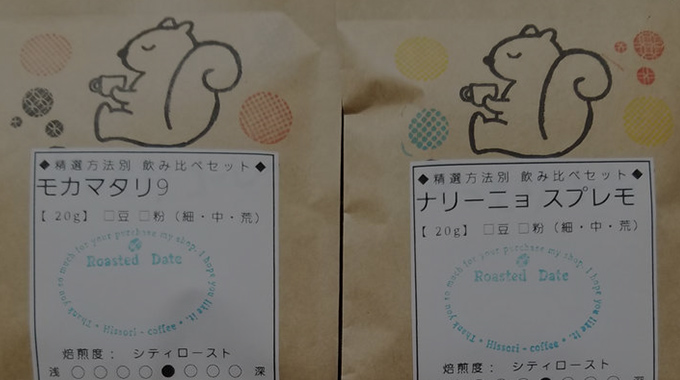 ◆精選方法別 飲み比べセット◆
モカマタリ9
【 20g】 □豆 □粉（細・中・荒）
Thank you so much for your purchase my shop. I hope you like it.
Roasted Date
・Hissori-coffee・
焙煎度： シティロースト
浅 ○○○○●○○○ 深
◆精選方法別 飲み比べセット◆
ナリーニョ スプレモ
【 20g】 □豆 □粉（細・中・荒）
Thank you so much for your purchase my shop. I hope you like it.
Roasted Date
・Hissori-coffee・
焙煎度： シティロースト
浅 ○○○○●○○○ 深